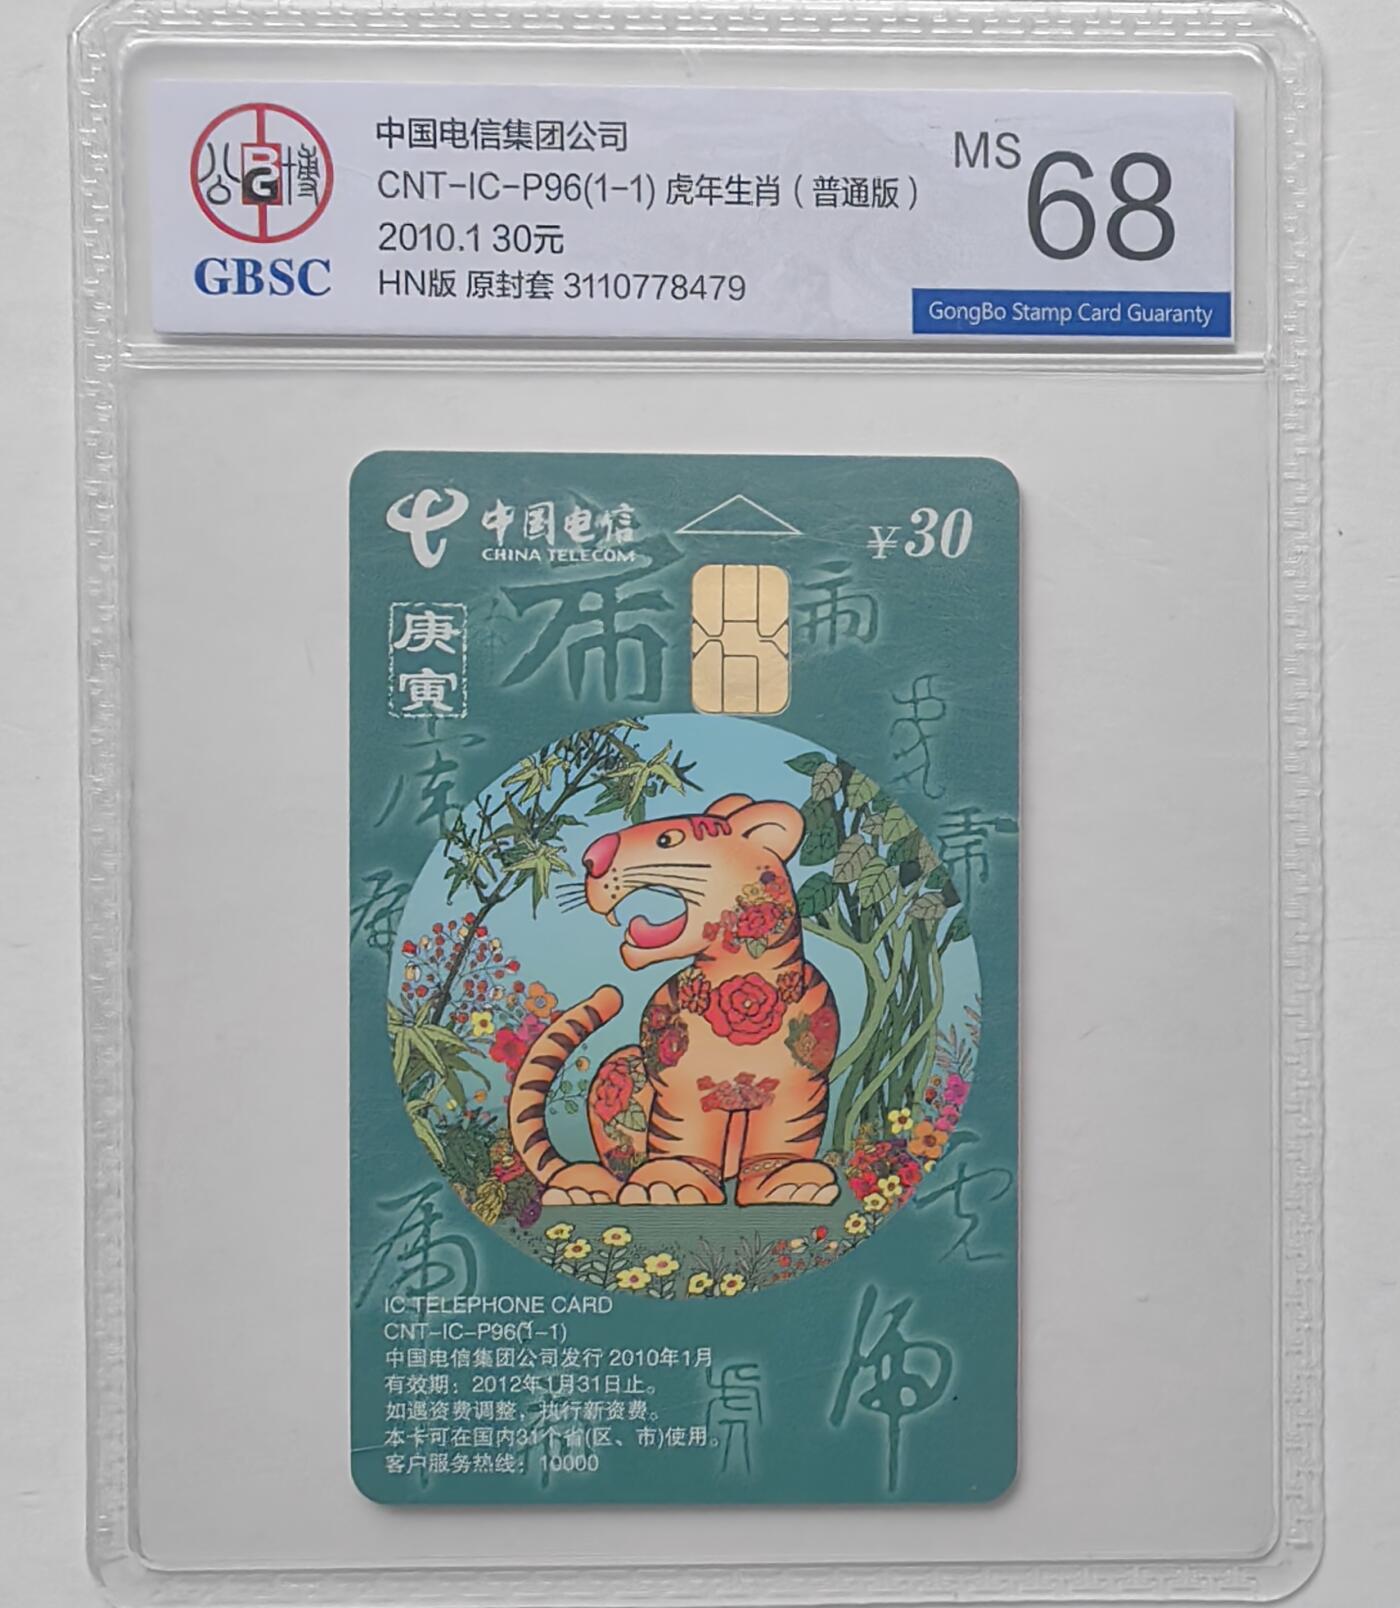 公博
BG
GBSC
中国电信集团公司
CNT-IC-P96(1-1) 虎年生肖（普通版）
2010.1 30元
HN版 原封套 3110778479
MS 68
GongBo Stamp Card Guaranty
中国电信
CHINA TELECOM
¥30
庚
寅
IC TELEPHONE CARD
CNT-IC-P96(1-1)
中国电信集团公司发行 2010年1月
有效期：2012年1月31日止。
如遇资费调整，执行新资费。
本卡可在国内31个省(区、市)使用。
客户服务热线：10000